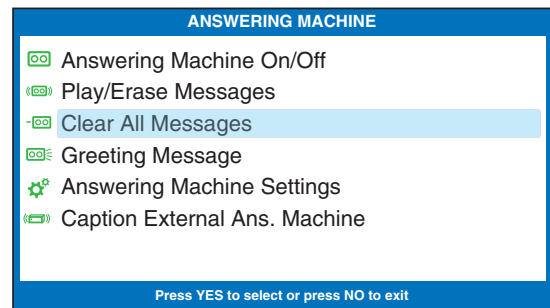 ANSWERING MACHINE
Answering Machine On/Off
Play/Erase Messages
Clear All Messages
Greeting Message
Answering Machine Settings
Caption External Ans. Machine
Press YES to select or press NO to exit